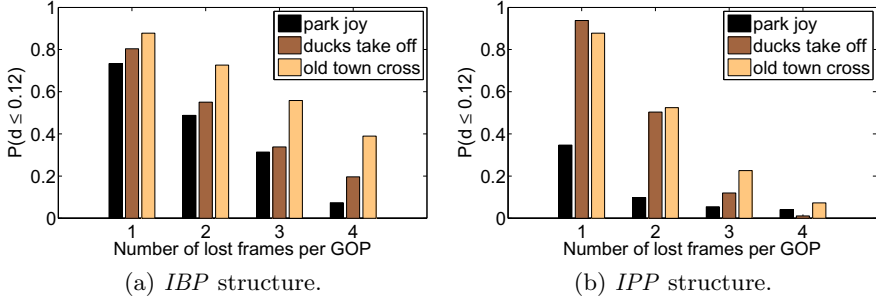 1
0.8
0.6
0.4
0.2
0
P(d ≤ 0.12)
park joy
ducks take off
old town cross
1 2 3 4
Number of lost frames per GOP
(a) IBP structure.
1
0.8
0.6
0.4
0.2
0
P(d ≤ 0.12)
park joy
ducks take off
old town cross
1 2 3 4
Number of lost frames per GOP
(b) IPP structure.